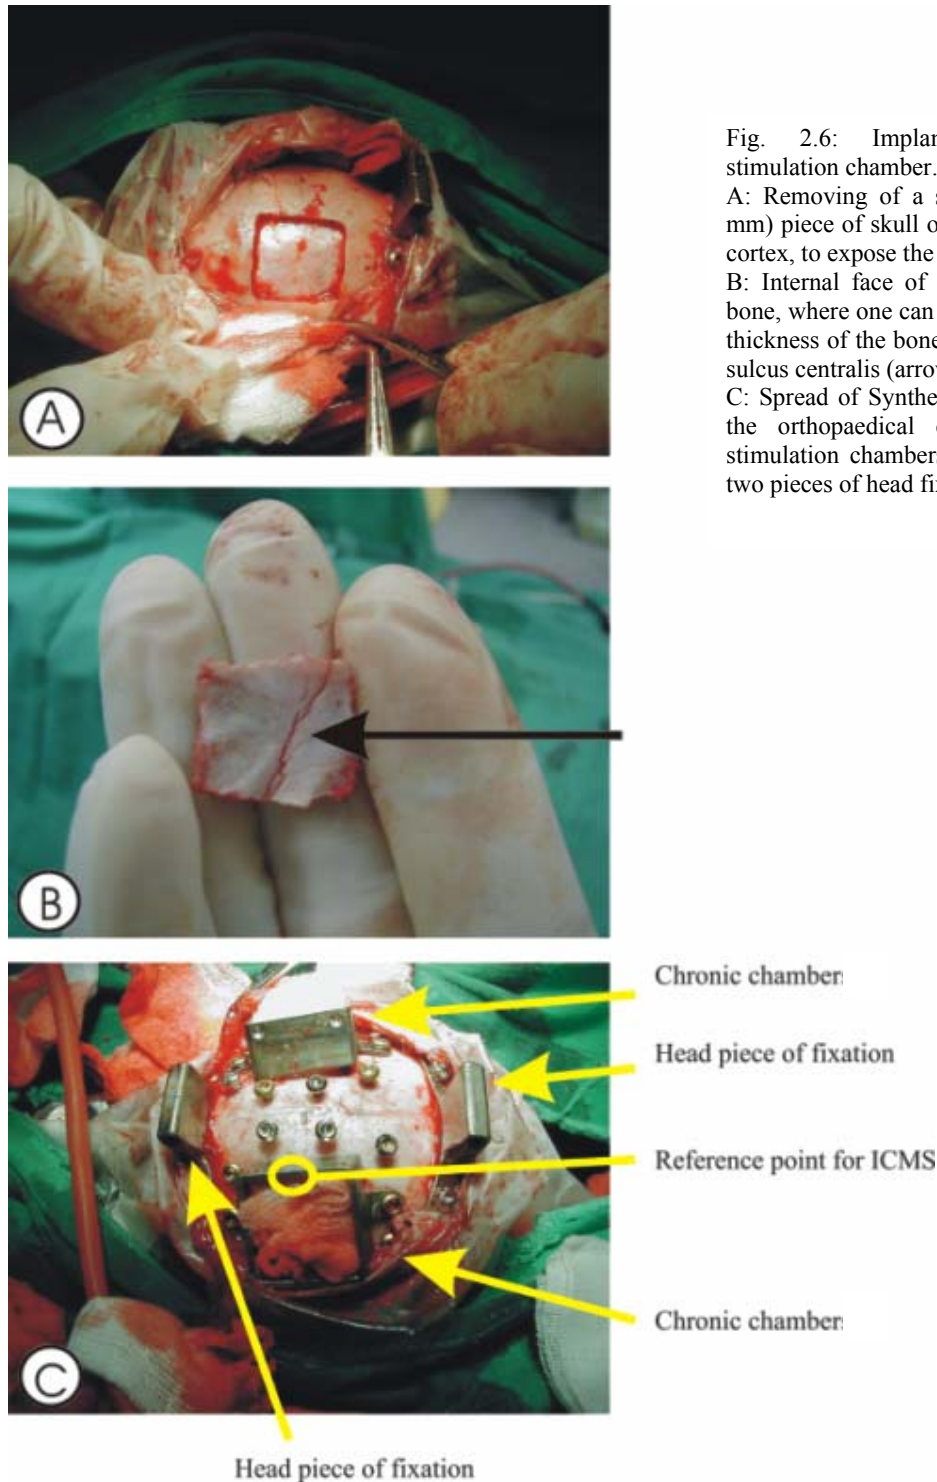 Fig. 2.6: Implan
stimulation chamber.
A: Removing of a
mm) piece of skull o
cortex, to expose the
B: Internal face of
bone, where one can
thickness of the bone
sulcus centralis (arro
C: Spread of Synthe
the orthopaedical
stimulation chambers
two pieces of head fi
A
B
C
Chronic chamber
Head piece of fixation
Reference point for ICMS
Chronic chamber
Head piece of fixation